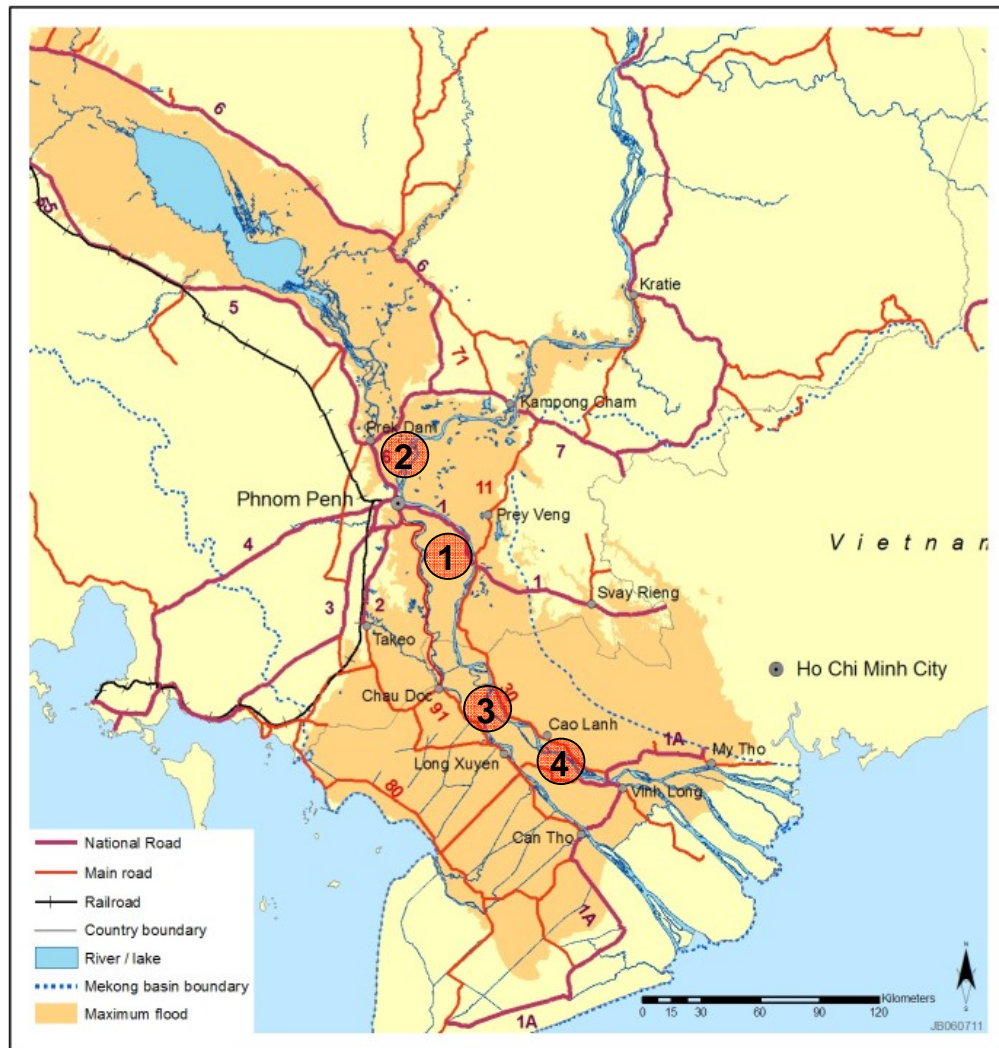 6
65
5
6
71
Kratie
Kampong Cham
Prek Dam
6
2
7
11
Phnom Penh
1
Prey Veng
4
1
Vietnam
3
2
1
Svay Rieng
Takeo
Ho Chi Minh City
Chau Doc
30
91
3
Cao Lanh
1A
My Tho
Long Xuyen
4
80
Vinh Long
Can Tho
1A
1A
National Road
Main road
Railroad
Country boundary
River / lake
Mekong basin boundary
Maximum flood
N
Kilometers
0 15 30 60 90 120
JB060711